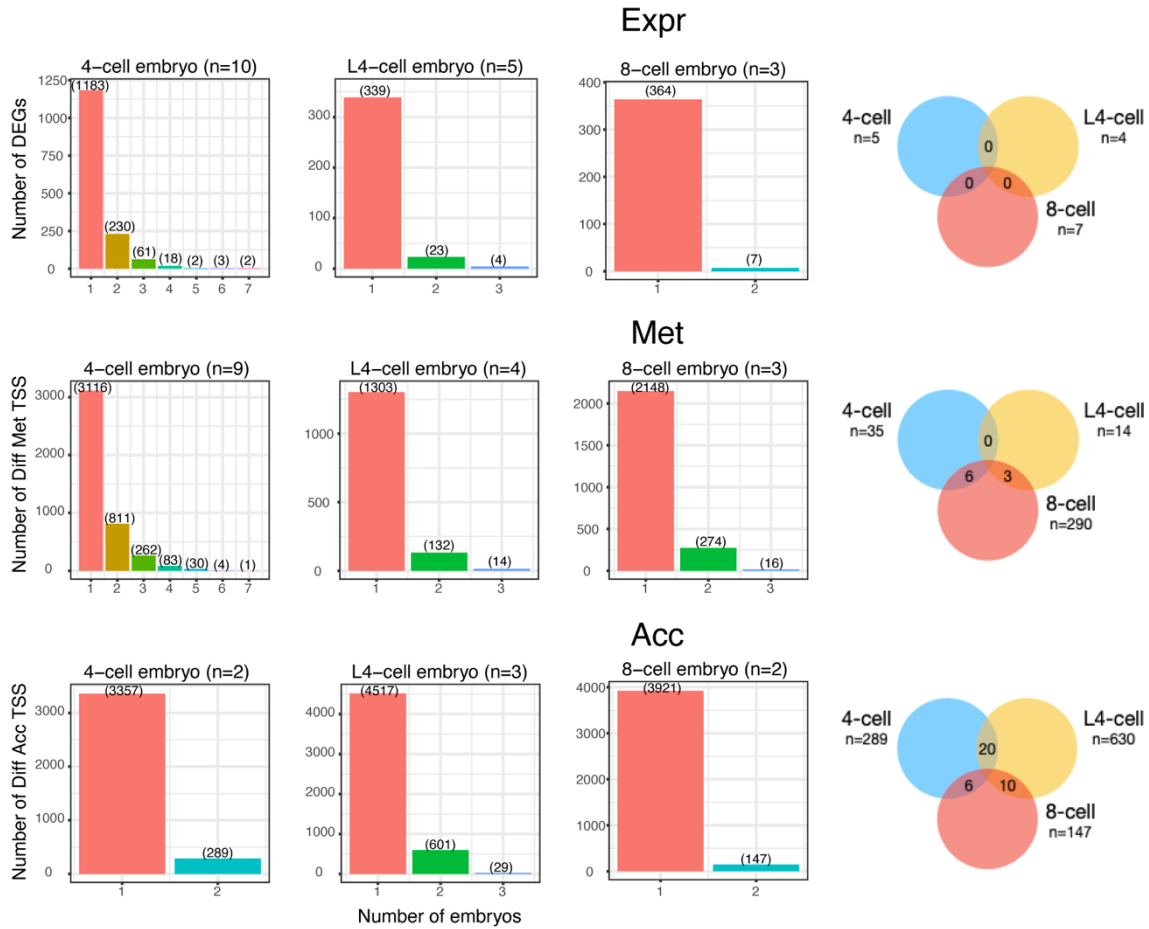 Expr
4−cell embryo (n=10)
L4−cell embryo (n=5)
8−cell embryo (n=3)
Number of DEGs
1250
1000
750
500
250
0
(1183)
(230)
(61)
(18)
(2)
(3)
(2)
1 2 3 4 5 6 7
300
200
100
0
(339)
(23)
(4)
1 2 3
400
300
200
100
0
(364)
(7)
1 2
4-cell
n=5
L4-cell
n=4
0
0
0
8-cell
n=7
Met
4−cell embryo (n=9)
L4−cell embryo (n=4)
8−cell embryo (n=3)
Number of Diff Met TSS
3000
2000
1000
0
(3116)
(811)
(262)
(83)
(30)
(4)
(1)
1 2 3 4 5 6 7
1000
500
0
(1303)
(132)
(14)
1 2 3
2000
1500
1000
500
0
(2148)
(274)
(16)
1 2 3
4-cell
n=35
L4-cell
n=14
0
6
3
8-cell
n=290
Acc
4−cell embryo (n=2)
L4−cell embryo (n=3)
8−cell embryo (n=2)
Number of Diff Acc TSS
3000
2000
1000
0
(3357)
(289)
1 2
4000
3000
2000
1000
0
(4517)
(601)
(29)
1 2 3
4000
3000
2000
1000
0
(3921)
(147)
1 2
4-cell
n=289
L4-cell
n=630
20
6
10
8-cell
n=147
Number of embryos